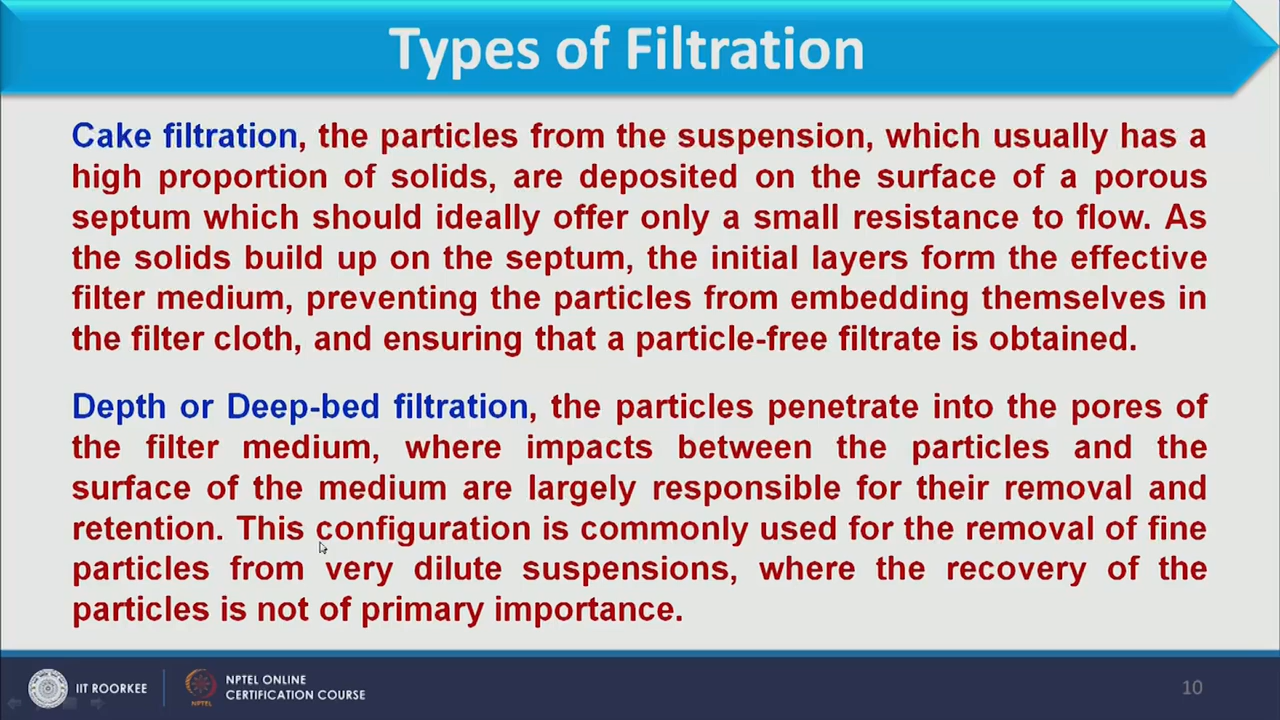 Types of Filtration
Cake filtration, the particles from the suspension, which usually has a
high proportion of solids, are deposited on the surface of a porous
septum which should ideally offer only a small resistance to flow. As
the solids build up on the septum, the initial layers form the effective
filter medium, preventing the particles from embedding themselves in
the filter cloth, and ensuring that a particle-free filtrate is obtained.
Depth or Deep-bed filtration, the particles penetrate into the pores of
the filter medium, where impacts between the particles and the
surface of the medium are largely responsible for their removal and
retention. This configuration is commonly used for the removal of fine
particles from very dilute suspensions, where the recovery of the
particles is not of primary importance.
IIT ROORKEE
NPTEL
NPTEL ONLINE
CERTIFICATION COURSE
10